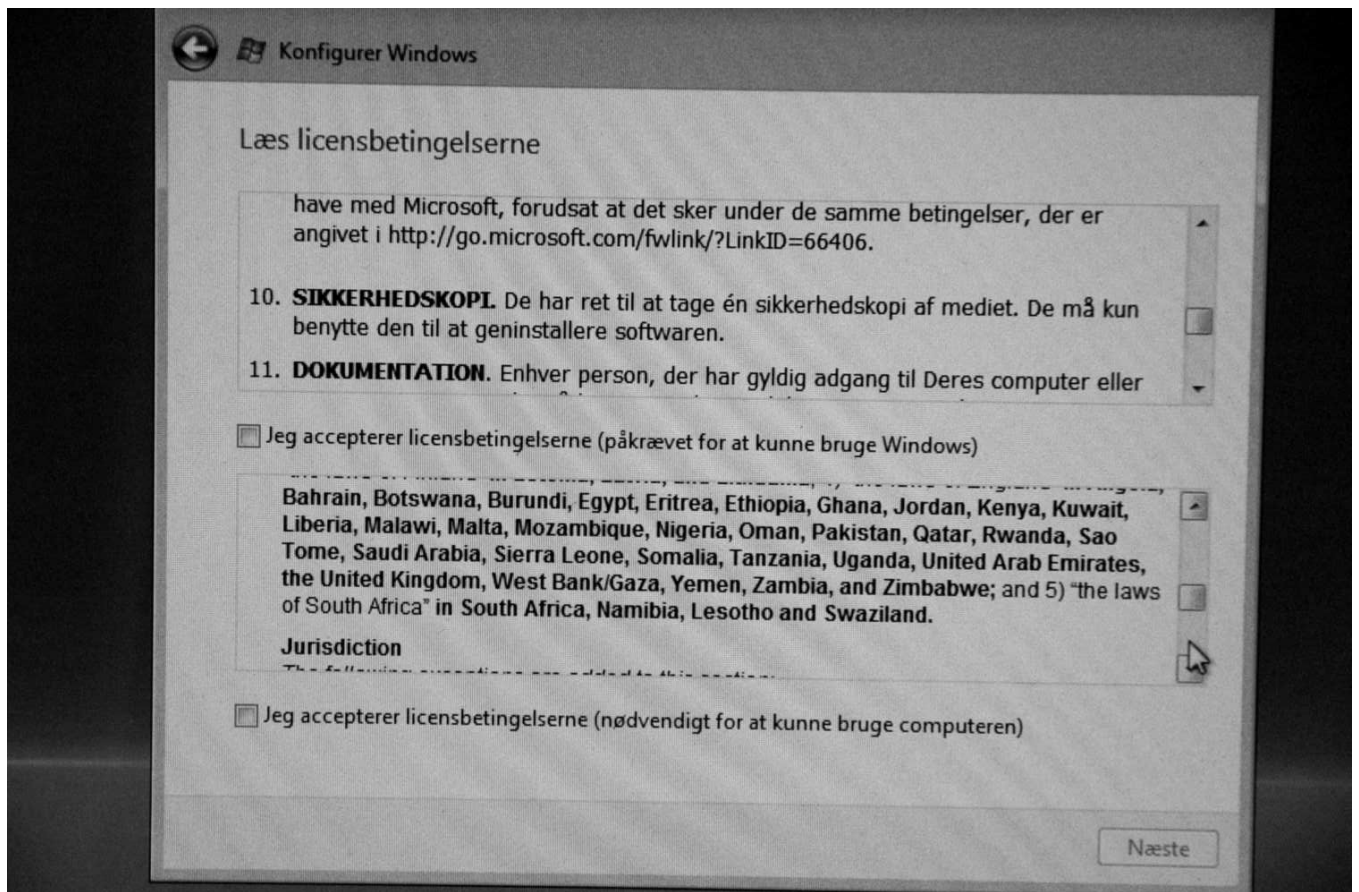 Konfigurer Windows
Læs licensbetingelserne
have med Microsoft, forudsat at det sker under de samme betingelser, der er
angivet i http://go.microsoft.com/fwlink/?LinkID=66406.
10. SIKKERHEDSKOPI. De har ret til at tage én sikkerhedskopi af mediet. De må kun
benytte den til at geninstallere softwaren.
11. DOKUMENTATION. Enhver person, der har gyldig adgang til Deres computer eller
Jeg accepterer licensbetingelserne (påkrævet for at kunne bruge Windows)
Bahrain, Botswana, Burundi, Egypt, Eritrea, Ethiopia, Ghana, Jordan, Kenya, Kuwait,
Liberia, Malawi, Malta, Mozambique, Nigeria, Oman, Pakistan, Qatar, Rwanda, Sao
Tome, Saudi Arabia, Sierra Leone, Somalia, Tanzania, Uganda, United Arab Emirates,
the United Kingdom, West Bank/Gaza, Yemen, Zambia, and Zimbabwe; and 5) “the laws
of South Africa” in South Africa, Namibia, Lesotho and Swaziland.
Jurisdiction
Jeg accepterer licensbetingelserne (nødvendigt for at kunne bruge computeren)
Næste